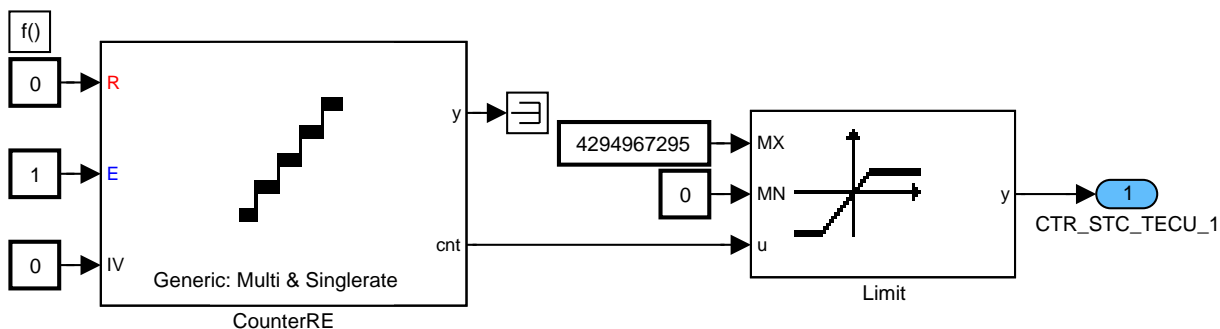 f()
0
R
1
E
0
IV
y
cnt
Generic: Multi & Singlerate
CounterRE
4294967295
MX
0
MN
u
y
Limit
1
CTR_STC_TECU_1